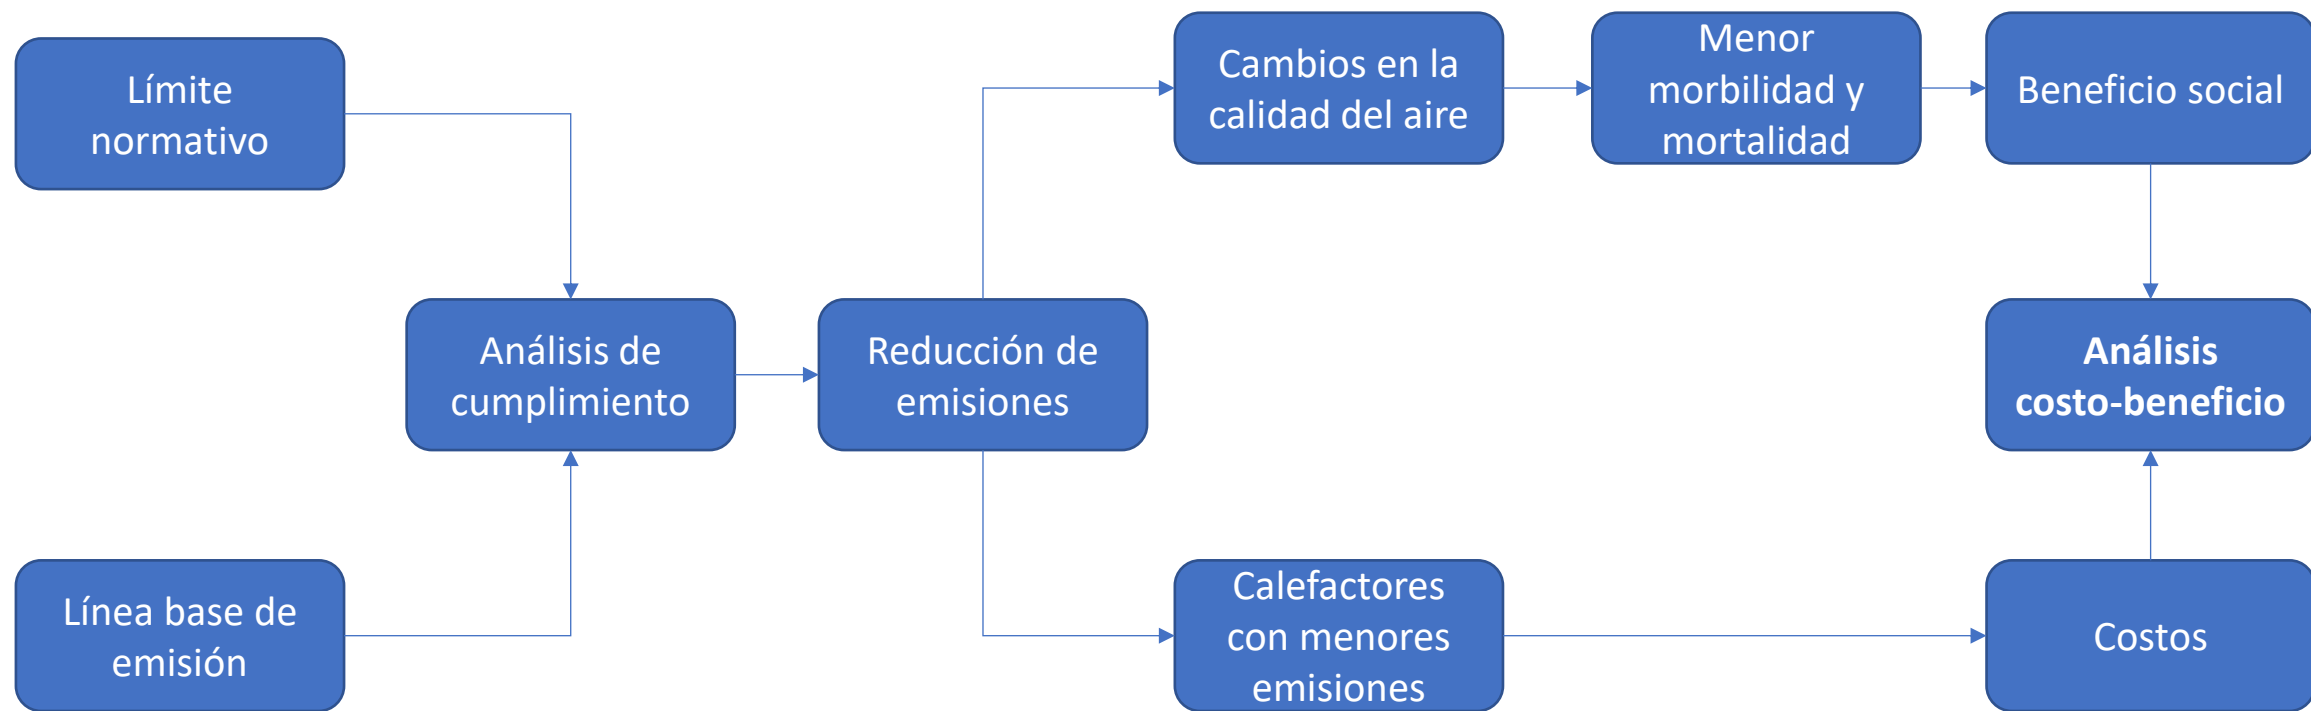 Límite
normativo
Línea base de
emisión
Análisis de
cumplimiento
Reducción de
emisiones
Cambios en la
calidad del aire
Menor
morbilidad y
mortalidad
Beneficio social
Calefactores
con menores
emisiones
Costos
Análisis
costo-beneficio